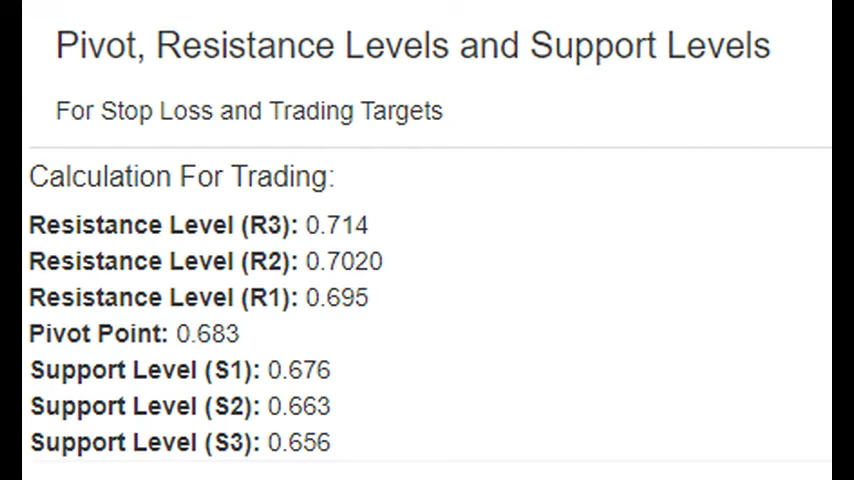 Pivot, Resistance Levels and Support Levels
For Stop Loss and Trading Targets
Calculation For Trading:
Resistance Level (R3): 0.714
Resistance Level (R2): 0.7020
Resistance Level (R1): 0.695
Pivot Point: 0.683
Support Level (S1): 0.676
Support Level (S2): 0.663
Support Level (S3): 0.656